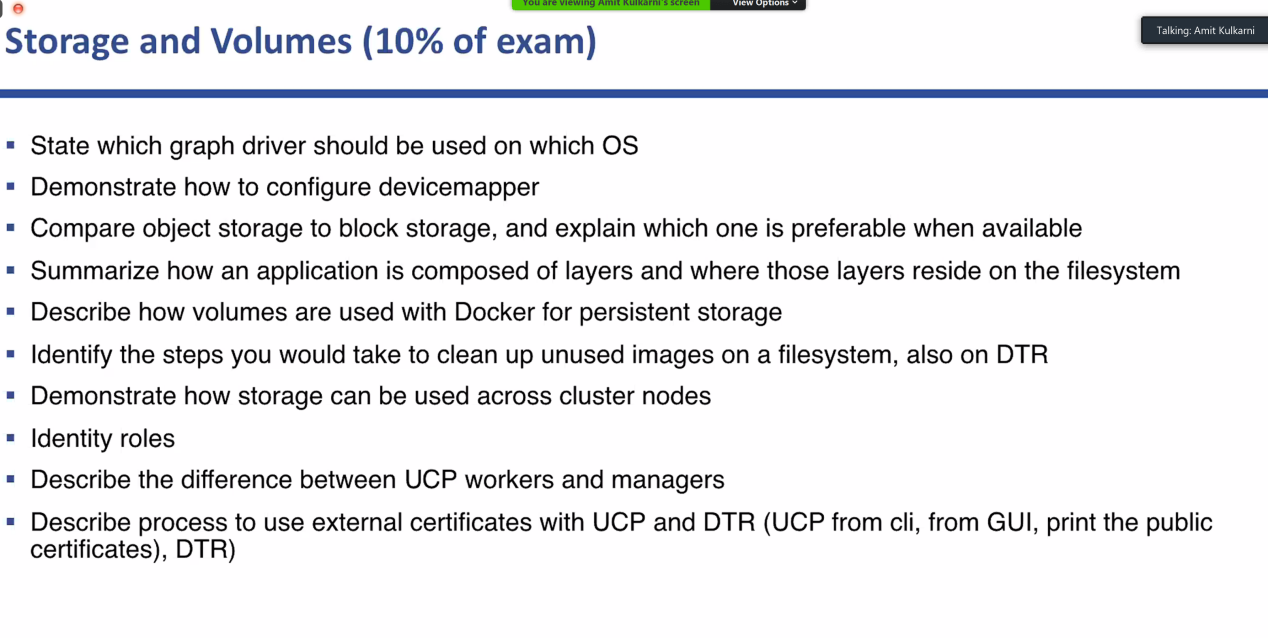 You are viewing Amit Kulkarni's screen
View Options
Storage and Volumes (10% of exam)
Talking: Amit Kulkarni
State which graph driver should be used on which OS
Demonstrate how to configure devicemapper
Compare object storage to block storage, and explain which one is preferable when available
Summarize how an application is composed of layers and where those layers reside on the filesystem
Describe how volumes are used with Docker for persistent storage
Identify the steps you would take to clean up unused images on a filesystem, also on DTR
Demonstrate how storage can be used across cluster nodes
Identity roles
Describe the difference between UCP workers and managers
Describe process to use external certificates with UCP and DTR (UCP from cli, from GUI, print the public
certificates), DTR)